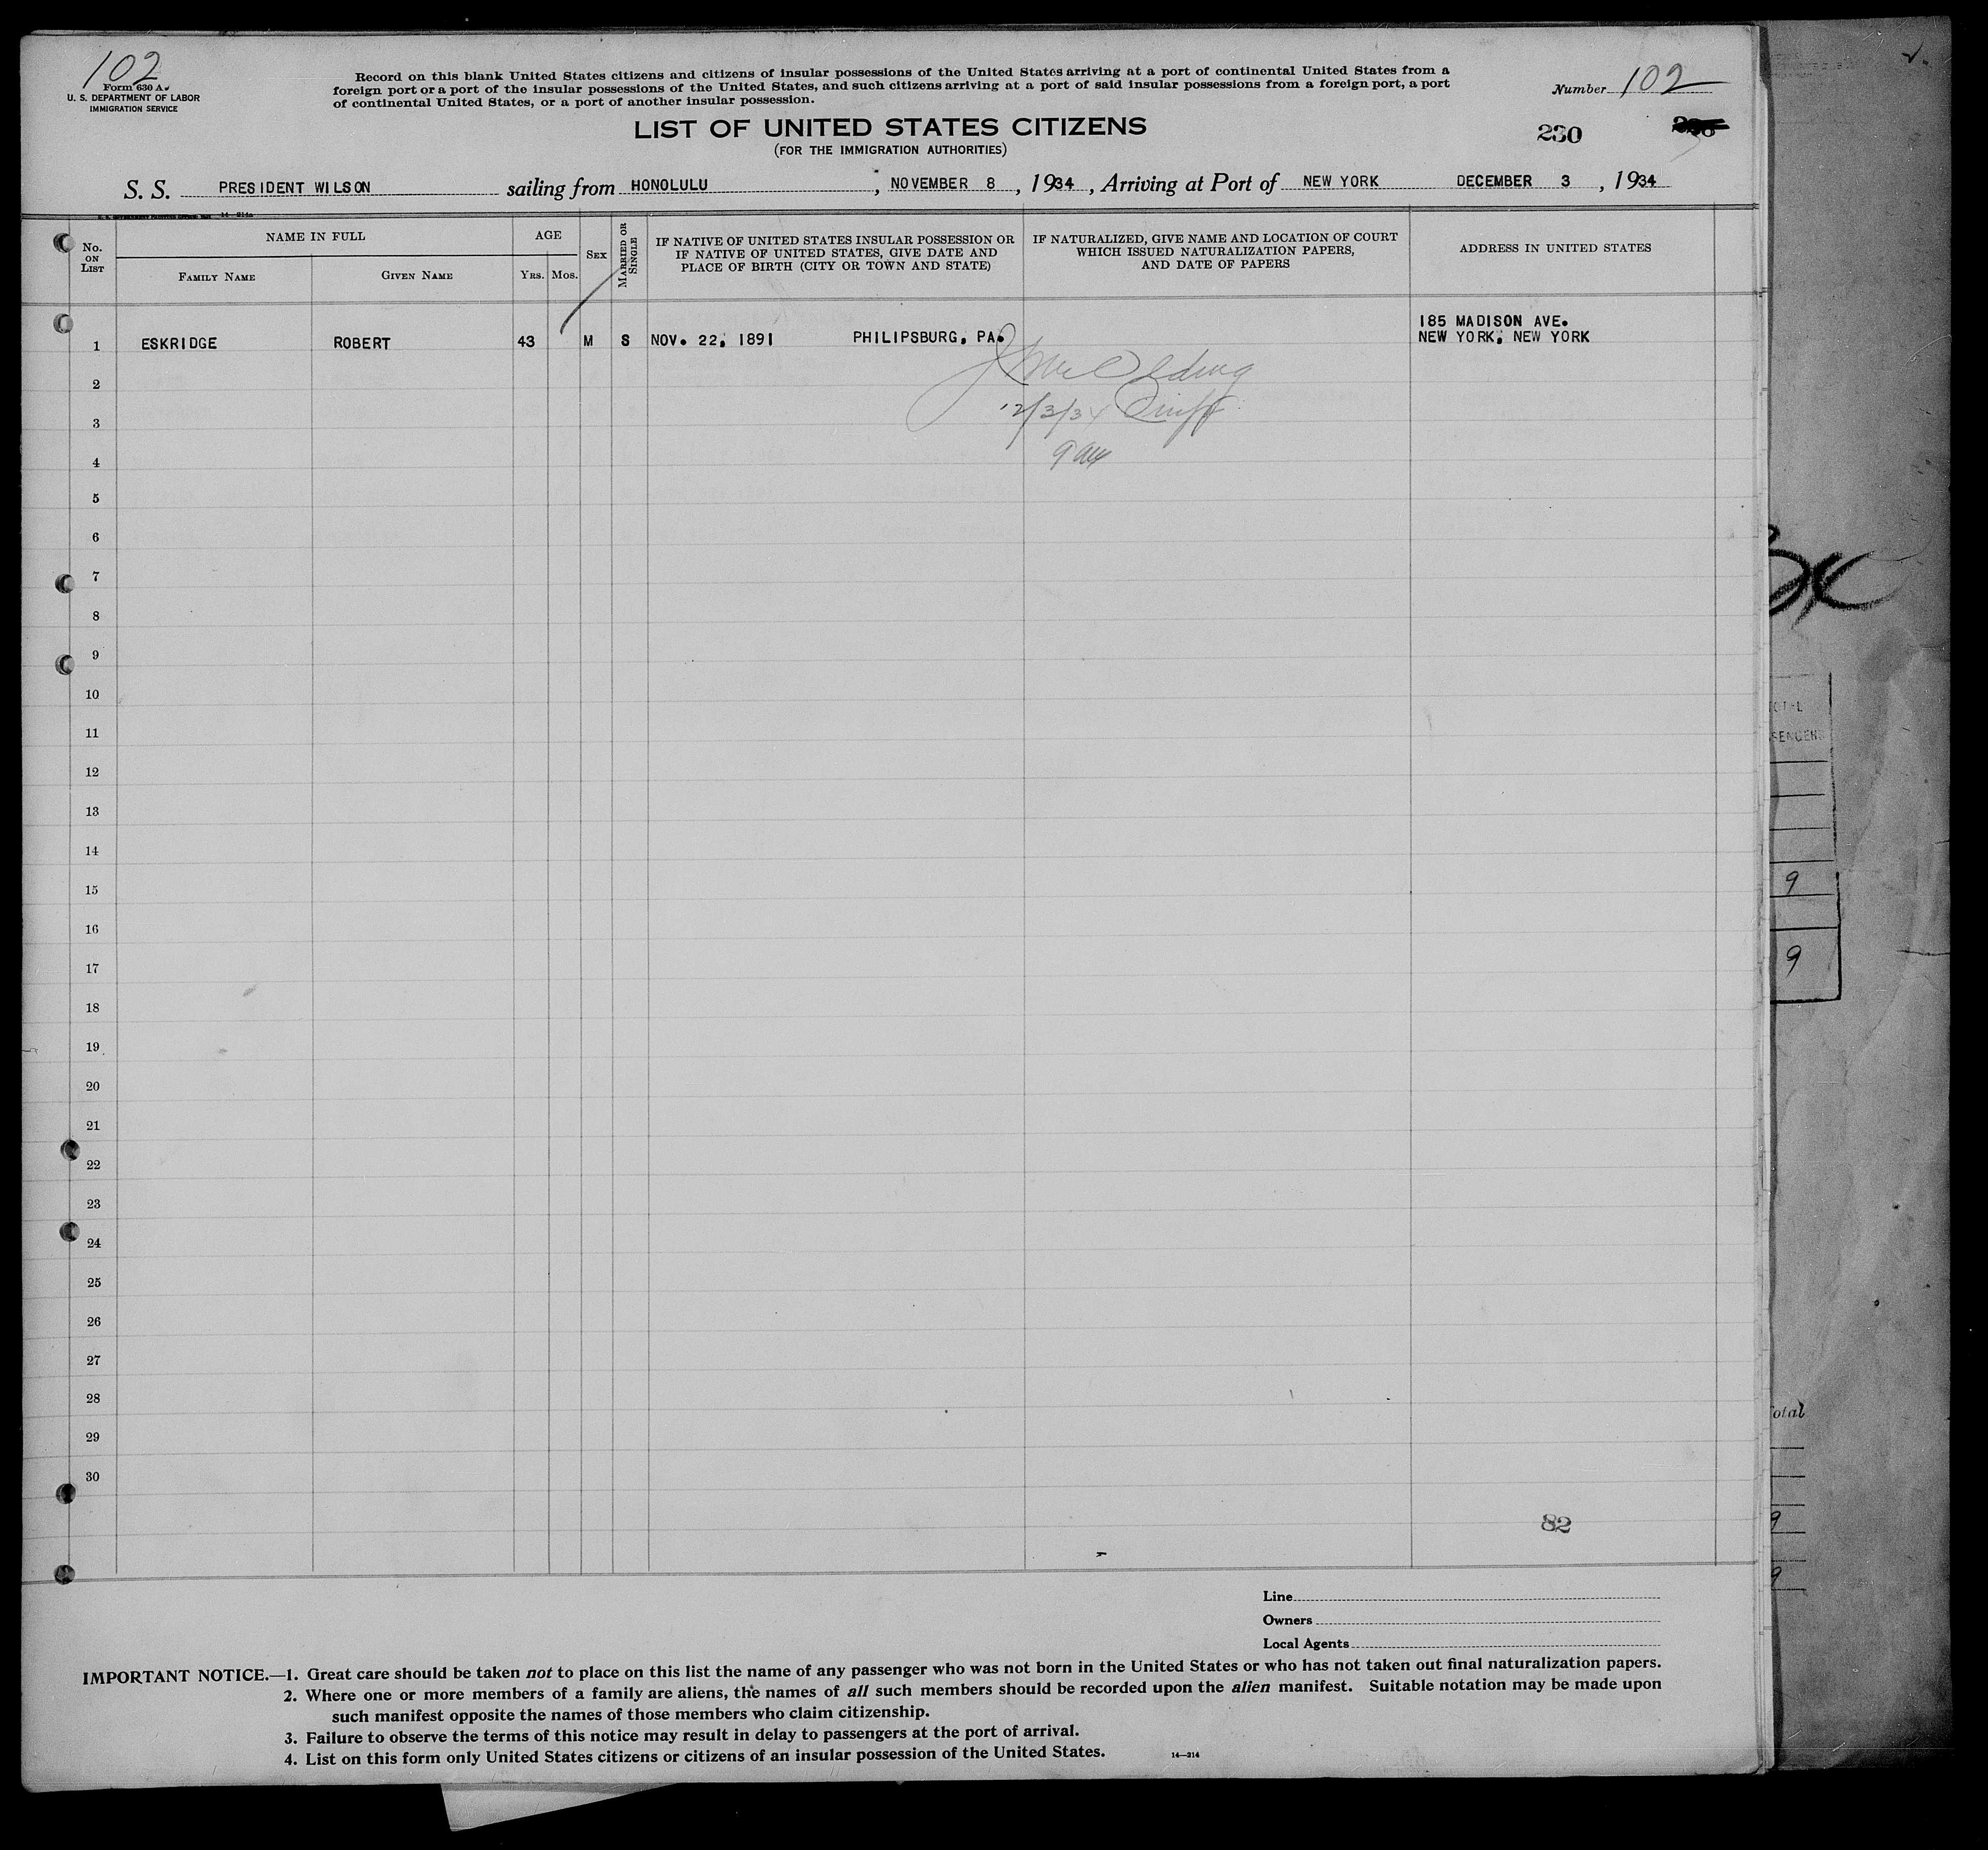 102
Form 630 A
U. S. DEPARTMENT OF LABOR
IMMIGRATION SERVICE
Record on this blank United States citizens and citizens of insular possessions of the United States arriving at a port of continental United States from a
foreign port or a port of the insular possessions of the United States, and such citizens arriving at a port of said insular possessions from a foreign port, a port
of continental United States, or a port of another insular possession.
Number 102
LIST OF UNITED STATES CITIZENS
(FOR THE IMMIGRATION AUTHORITIES)
230
S. S. PRESIDENT WILSON sailing from HONOLULU, NOVEMBER 8, 1934, Arriving at Port of NEW YORK DECEMBER 3, 1934
No. ON LIST
NAME IN FULL
FAMILY NAME
GIVEN NAME
AGE
YRS. MOS.
SEX
MARRIED OR SINGLE
IF NATIVE OF UNITED STATES INSULAR POSSESSION OR
IF NATIVE OF UNITED STATES, GIVE DATE AND
PLACE OF BIRTH (CITY OR TOWN AND STATE)
IF NATURALIZED, GIVE NAME AND LOCATION OF COURT
WHICH ISSUED NATURALIZATION PAPERS,
AND DATE OF PAPERS
ADDRESS IN UNITED STATES
185 MADISON AVE.
1 ESKRIDGE ROBERT 43 M S NOV. 22, 1891 PHILIPSBURG, PA. NEW YORK, NEW YORK
2
3 12/3/34
4
5
6
7
8
9
10
11
12
13
14
15
16
17
18
19
20
21
22
23
24
25
26
27
28
29
30
82
Line
Owners
Local Agents
IMPORTANT NOTICE.—1. Great care should be taken not to place on this list the name of any passenger who was not born in the United States or who has not taken out final naturalization papers.
2. Where one or more members of a family are aliens, the names of all such members should be recorded upon the alien manifest. Suitable notation may be made upon
such manifest opposite the names of those members who claim citizenship.
3. Failure to observe the terms of this notice may result in delay to passengers at the port of arrival.
4. List on this form only United States citizens or citizens of an insular possession of the United States.
14—214
9
9
9
9